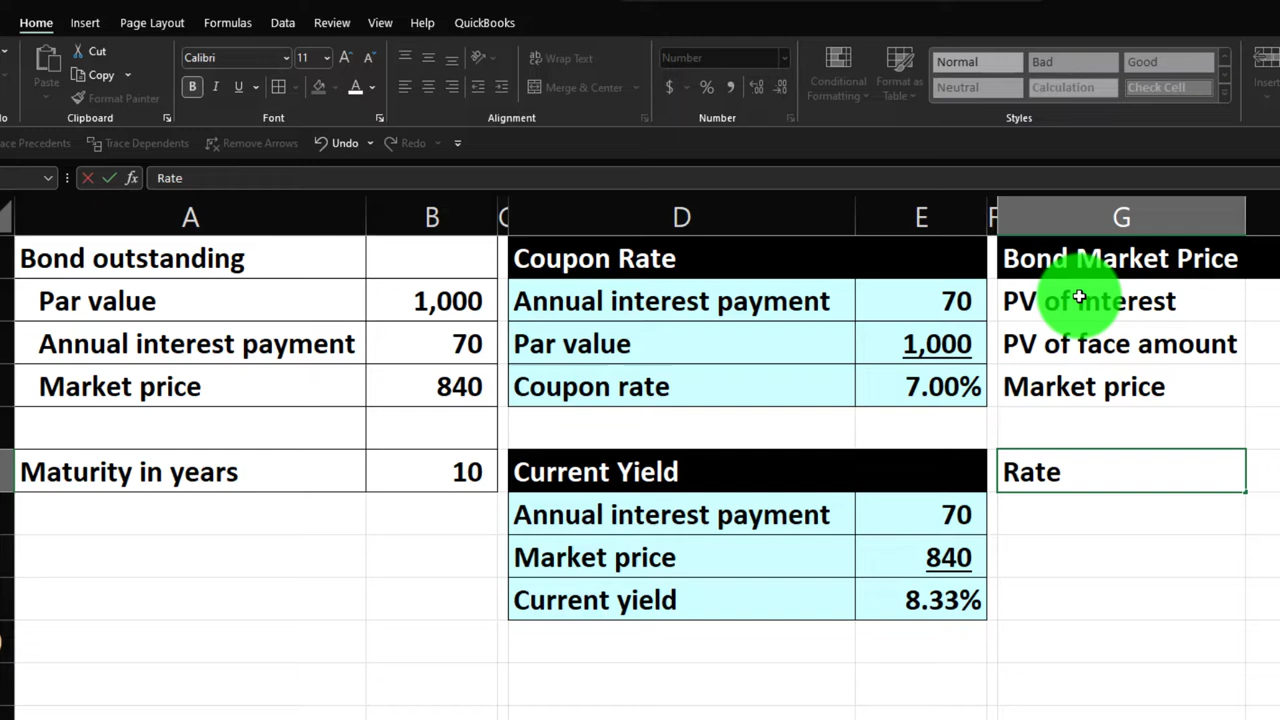 Home Insert Page Layout Formulas Data Review View Help QuickBooks
Cut Calibri 11 A A Wrap Text Number Normal Bad Good
Paste Copy Conditional Format as Insert
Format Painter B I U A Merge & Center $ % Formatting Table Neutral Calculation Check Cell
Clipboard Font Alignment Number Styles
ace Precedents Trace Dependents Remove Arrows Undo Redo
fx Rate
A B C D E F G
Bond outstanding Coupon Rate Bond Market Price
Par value 1,000 Annual interest payment 70 PV of interest
Annual interest payment 70 Par value 1,000 PV of face amount
Market price 840 Coupon rate 7.00% Market price
Maturity in years 10 Current Yield Rate
Annual interest payment 70
Market price 840
Current yield 8.33%